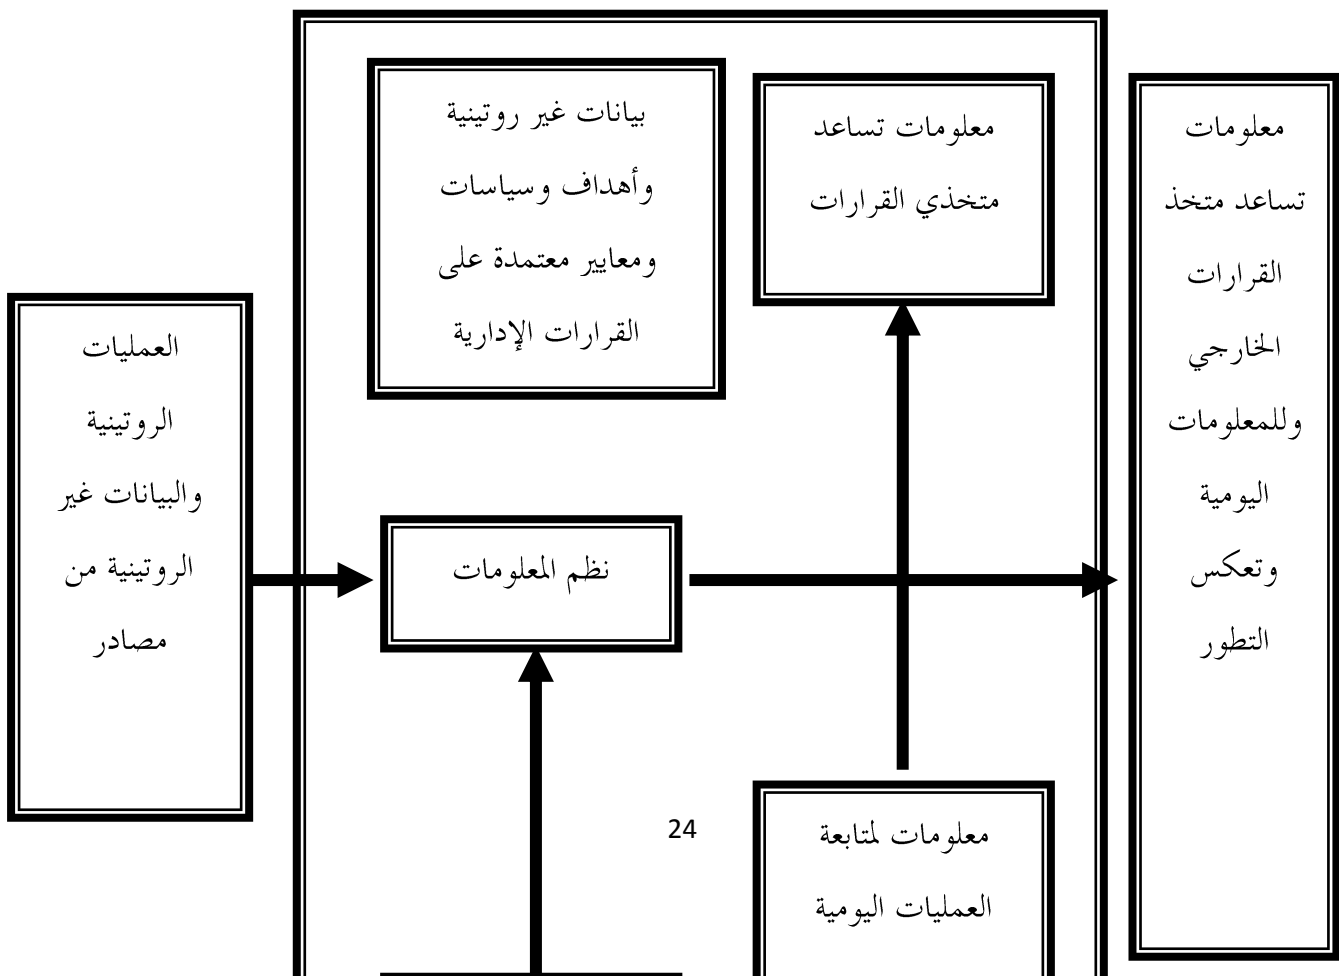 معلومات
تساعد متخذ
القرارات
الخارجي
وللمعلومات
اليومية
وتعكس
التطور
معلومات تساعد
متخذي القرارات
بيانات غير روتينية
وأهداف وسياسات
ومعايير معتمدة على
القرارات الإدارية
العمليات
الروتينية
والبيانات غير
الروتينية من
مصادر
نظم المعلومات
معلومات لمتابعة
العمليات اليومية
24